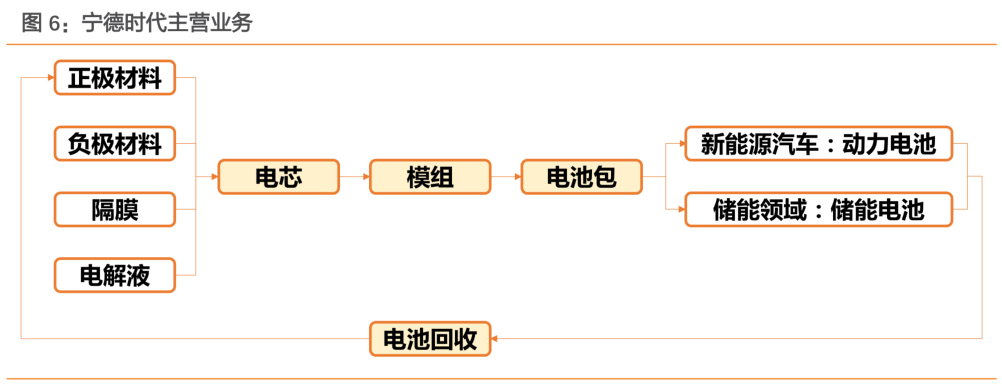 图 6：宁德时代主营业务
正极材料
负极材料
隔膜
电解液
电芯
模组
电池包
新能源汽车：动力电池
储能领域：储能电池
电池回收